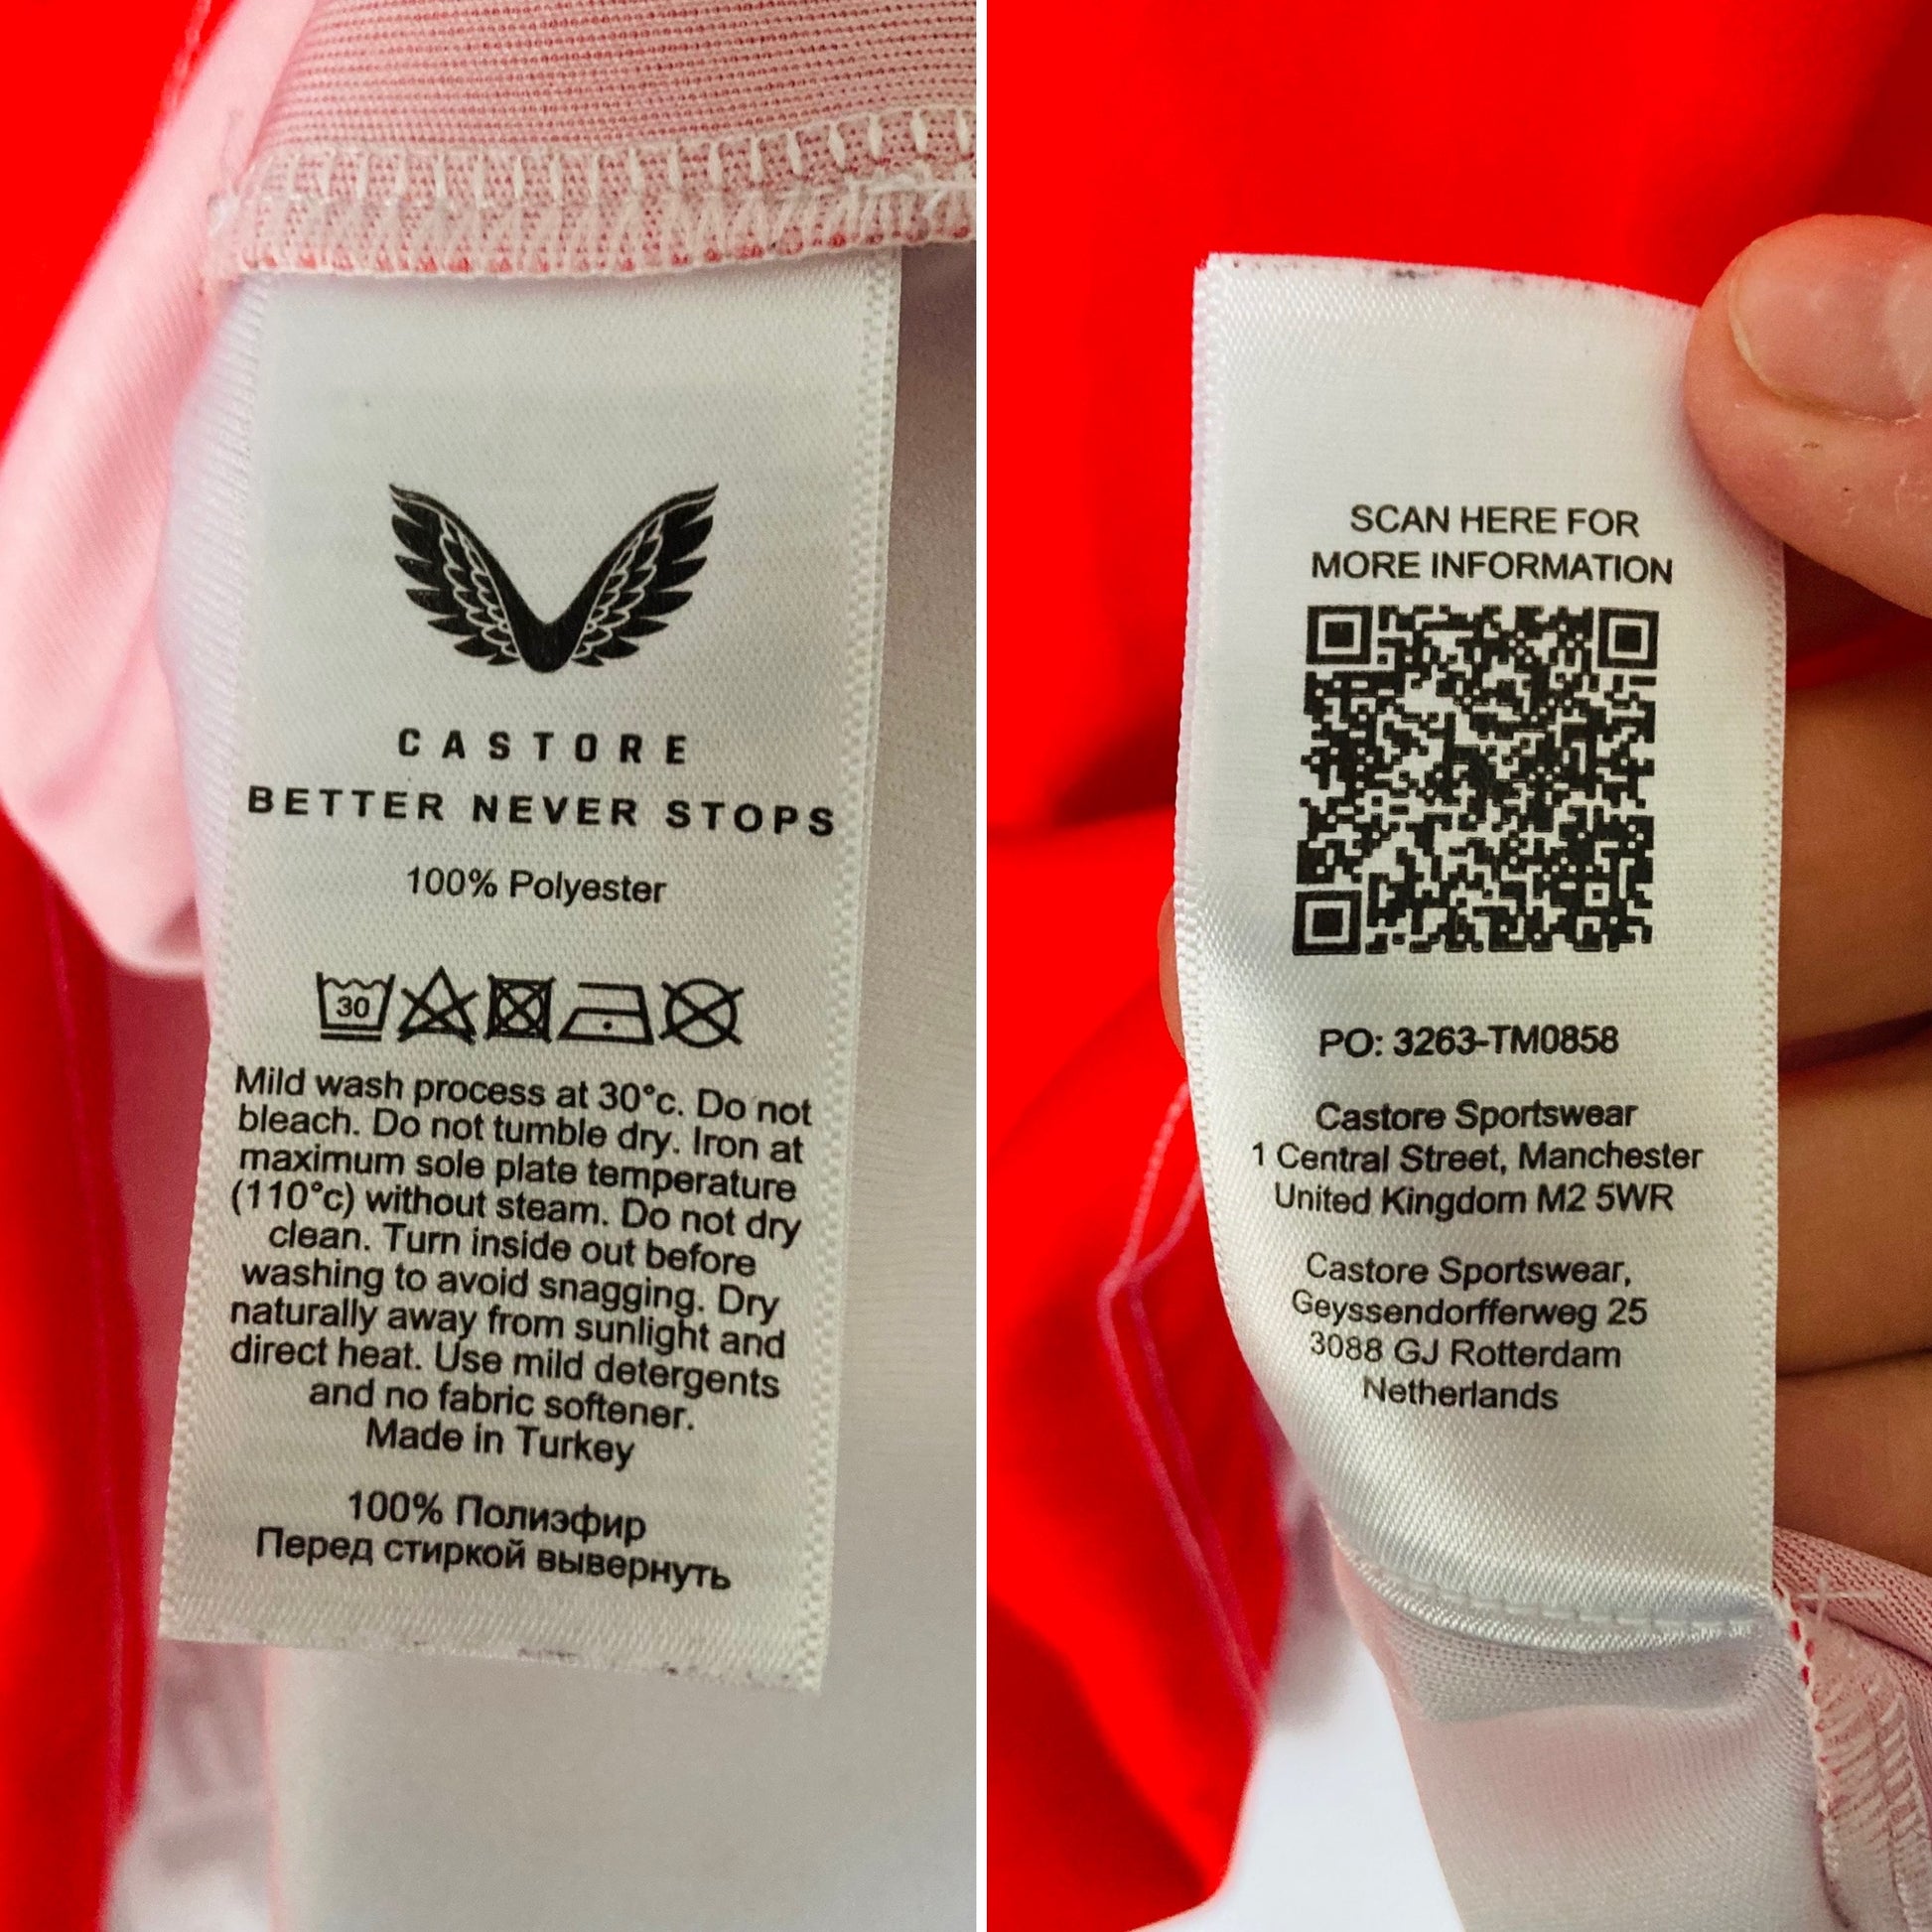 CASTORE
BETTER NEVER STOPS
100% Polyester
30
Mild wash process at 30°c. Do not
bleach. Do not tumble dry. Iron at
maximum sole plate temperature
(110°c) without steam. Do not dry
clean. Turn inside out before
washing to avoid snagging. Dry
naturally away from sunlight and
direct heat. Use mild detergents
and no fabric softener.
Made in Turkey
100% Полиэфир
Перед стиркой вывернуть
SCAN HERE FOR
MORE INFORMATION
PO: 3263-TM0858
Castore Sportswear
1 Central Street, Manchester
United Kingdom M2 5WR
Castore Sportswear,
Geyssendorfferweg 25
3088 GJ Rotterdam
Netherlands